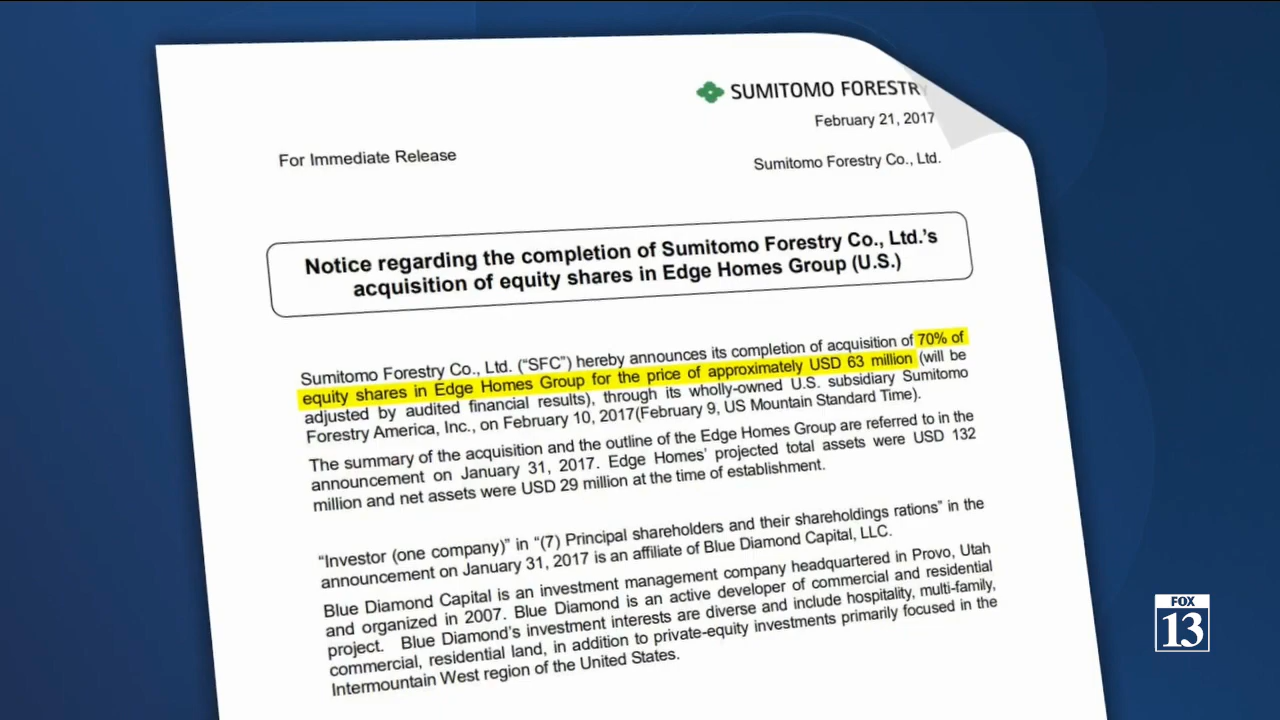 SUMITOMO FORESTR
February 21, 2017
For Immediate Release
Sumitomo Forestry Co., Ltd.
Notice regarding the completion of Sumitomo Forestry Co., Ltd.'s
acquisition of equity shares in Edge Homes Group (U.S.)
Sumitomo Forestry Co., Ltd. (“SFC”) hereby announces its completion of acquisition of 70% of
equity shares in Edge Homes Group for the price of approximately USD 63 million (will be
adjusted by audited financial results), through its wholly-owned U.S. subsidiary Sumitomo
Forestry America, Inc., on February 10, 2017(February 9, US Mountain Standard Time).
The summary of the acquisition and the outline of the Edge Homes Group are referred to in the
announcement on January 31, 2017. Edge Homes' projected total assets were USD 132
million and net assets were USD 29 million at the time of establishment.
“Investor (one company)” in “(7) Principal shareholders and their shareholdings rations” in the
announcement on January 31, 2017 is an affiliate of Blue Diamond Capital, LLC.
Blue Diamond Capital is an investment management company headquartered in Provo, Utah
and organized in 2007. Blue Diamond is an active developer of commercial and residential
project. Blue Diamond's investment interests are diverse and include hospitality, multi-family,
commercial, residential land, in addition to private-equity investments primarily focused in the
Intermountain West region of the United States.
FOX
13